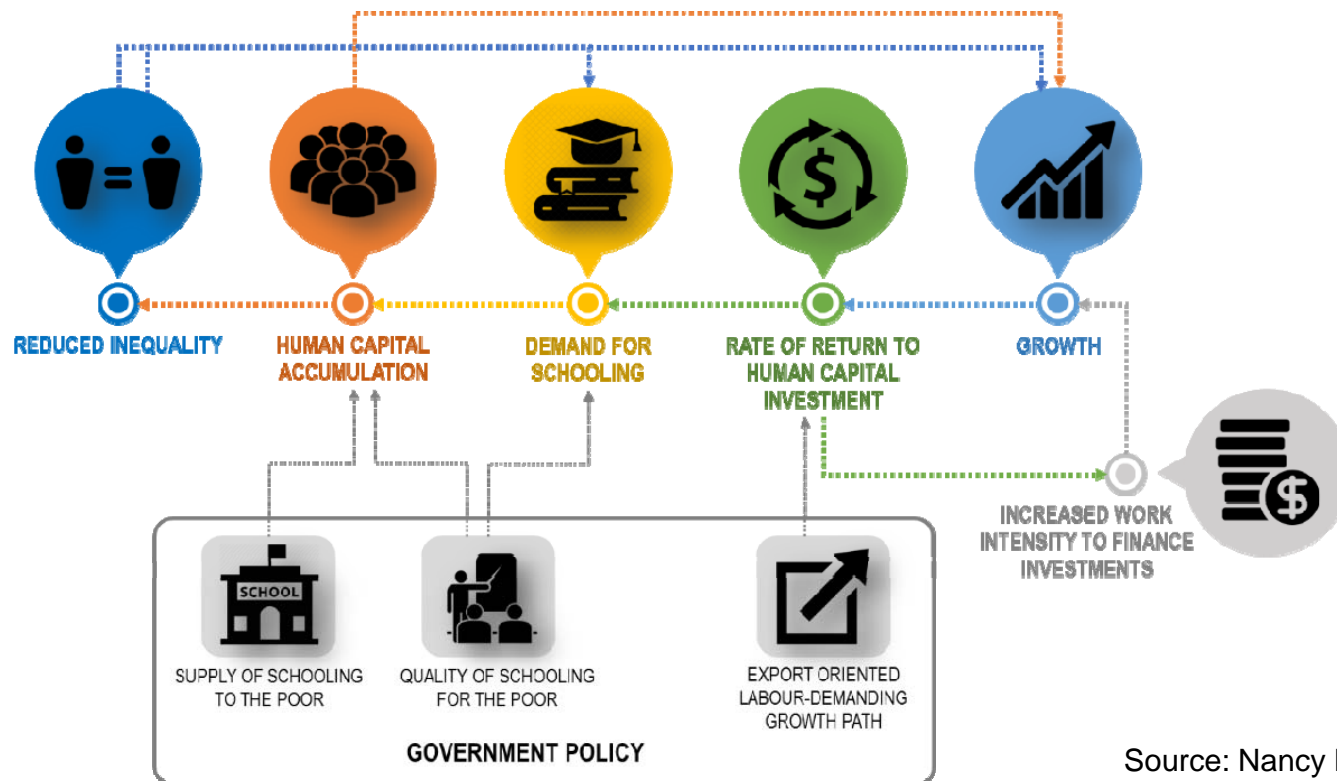 REDUCED INEQUALITY
HUMAN CAPITAL
ACCUMULATION
DEMAND FOR
SCHOOLING
RATE OF RETURN TO
HUMAN CAPITAL
INVESTMENT
GROWTH
INCREASED WORK
INTENSITY TO FINANCE
INVESTMENTS
SCHOOL
SUPPLY OF SCHOOLING
TO THE POOR
QUALITY OF SCHOOLING
FOR THE POOR
EXPORT ORIENTED
LABOUR-DEMANDING
GROWTH PATH
GOVERNMENT POLICY
Source: Nancy